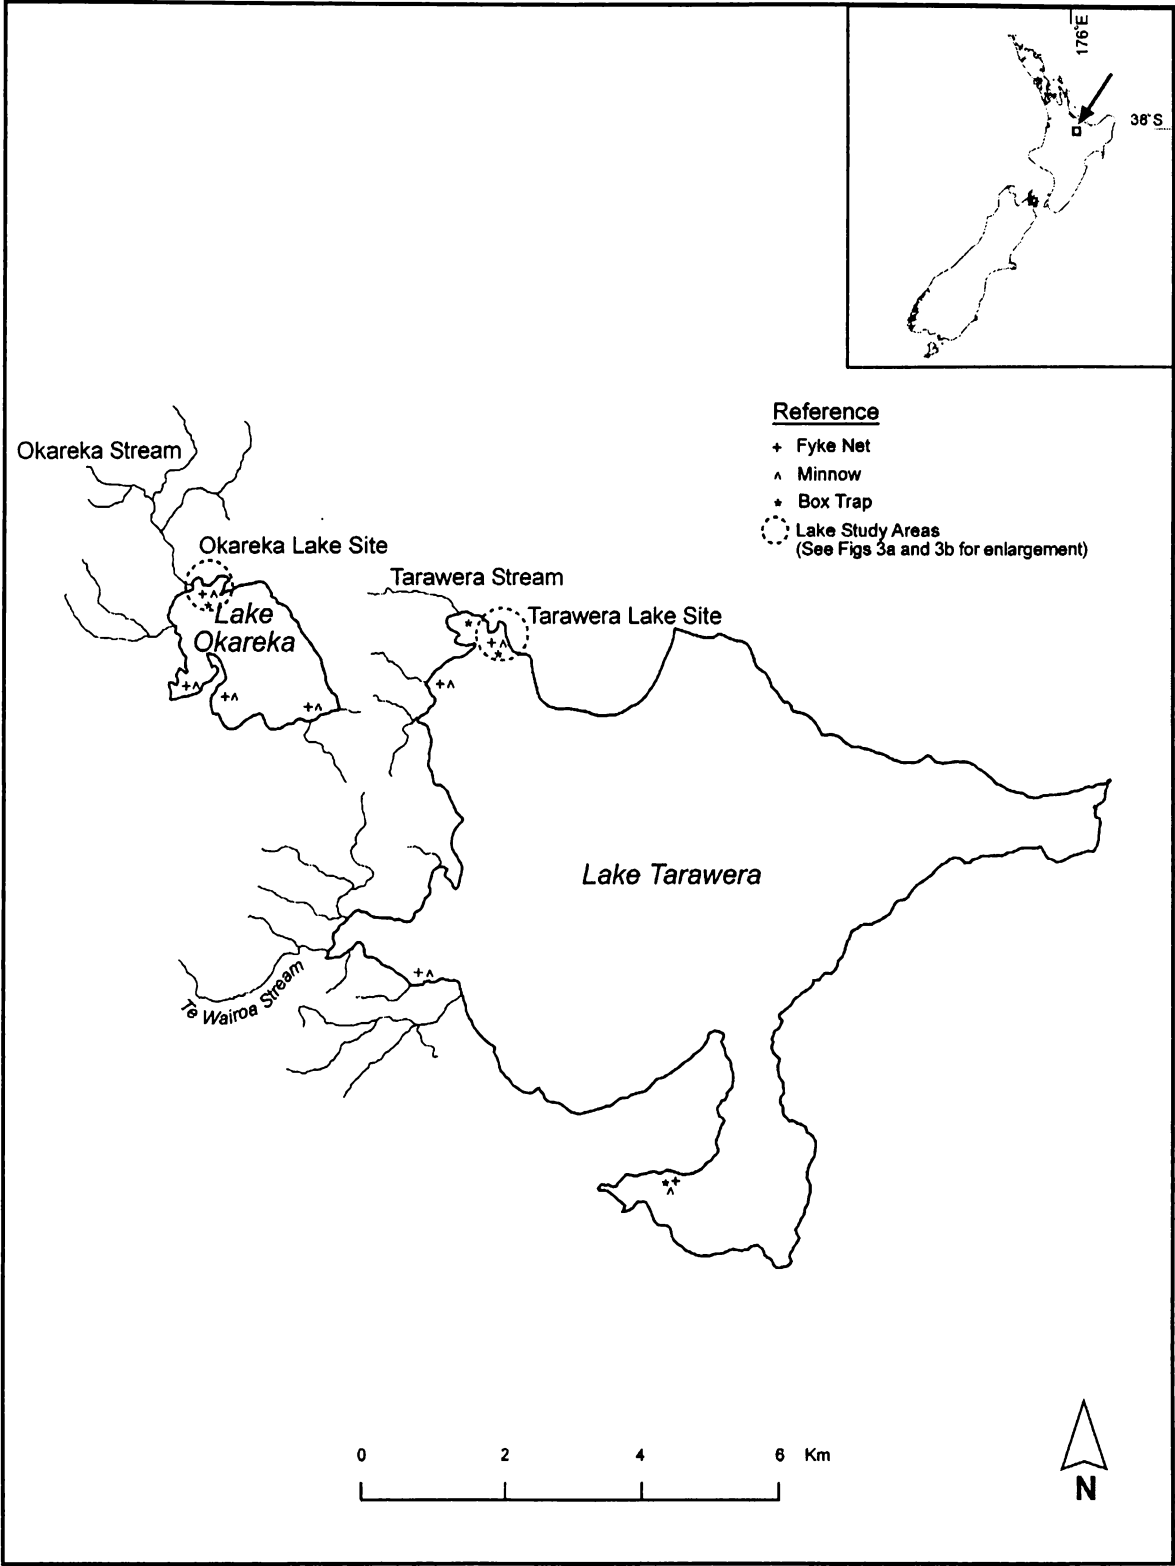 176°E
38°S
Reference
+ Fyke Net
^ Minnow
* Box Trap
Lake Study Areas
(See Figs 3a and 3b for enlargement)
Okareka Stream
Okareka Lake Site
Tarawera Stream
Tarawera Lake Site
Lake
Okareka
Lake Tarawera
Te Wairoa Stream
0 2 4 6 Km
N